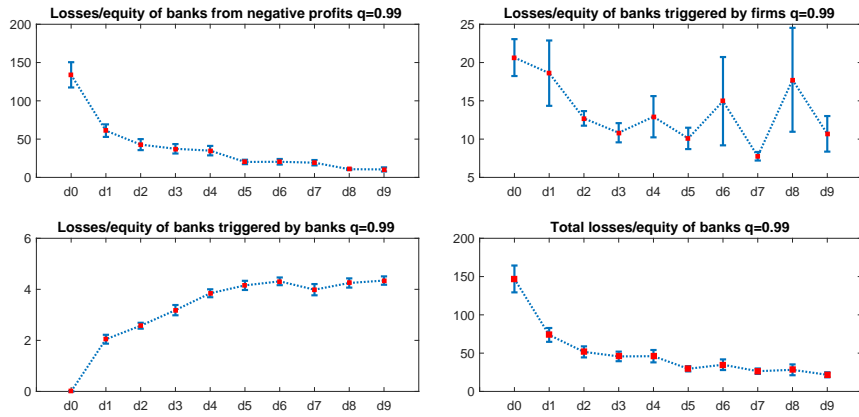 Losses/equity of banks from negative profits q=0.99
200
150
100
50
0
d0 d1 d2 d3 d4 d5 d6 d7 d8 d9
Losses/equity of banks triggered by firms q=0.99
25
20
15
10
5
d0 d1 d2 d3 d4 d5 d6 d7 d8 d9
Losses/equity of banks triggered by banks q=0.99
6
4
2
0
d0 d1 d2 d3 d4 d5 d6 d7 d8 d9
Total losses/equity of banks q=0.99
200
150
100
50
0
d0 d1 d2 d3 d4 d5 d6 d7 d8 d9